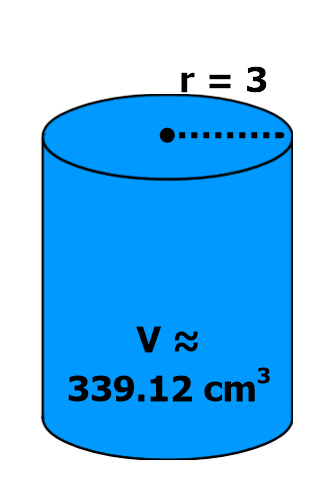 r = 3
V ≈
339.12 cm³